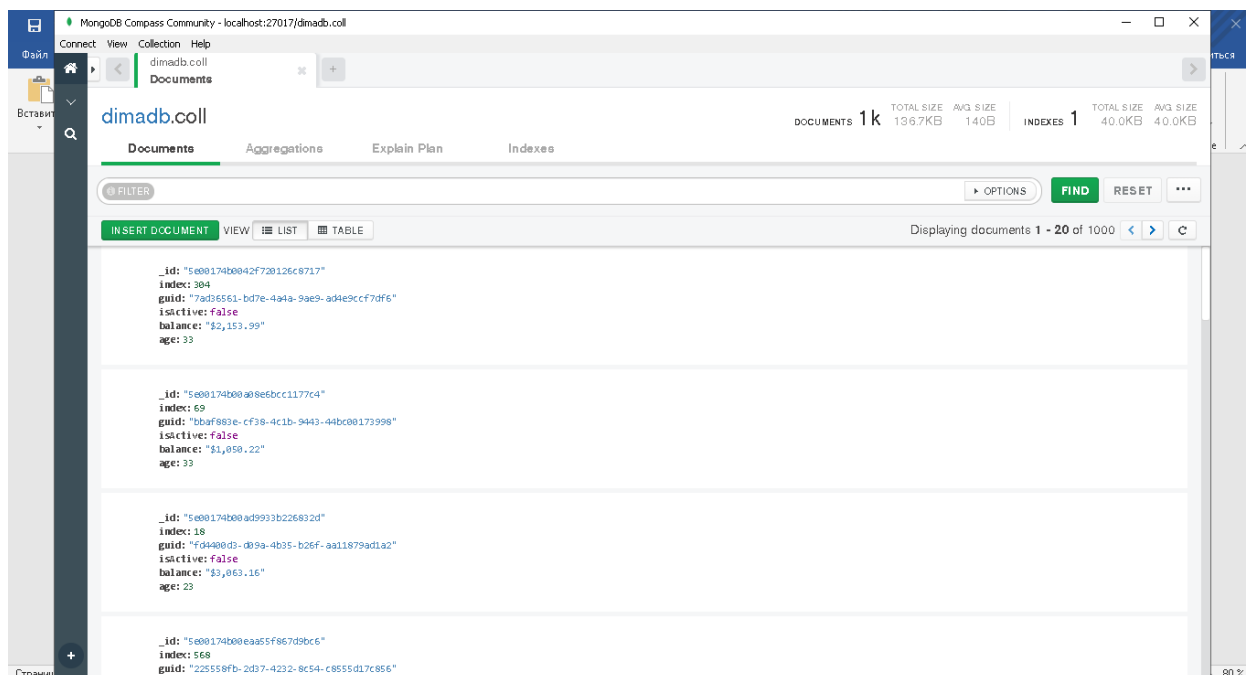 MongoDB Compass Community - localhost:27017/dimadb.coll
Файл
Connect View Collection Help
dimadb.coll
Documents
Вставит
dimadb.coll
DOCUMENTS 1k TOTAL SIZE 136.7KB AVG. SIZE 140B INDEXES 1 TOTAL SIZE 40.0KB AVG. SIZE 40.0KB
Documents Aggregations Explain Plan Indexes
FILTER OPTIONS FIND RESET ...
INSERT DOCUMENT VIEW LIST TABLE Displaying documents 1 - 20 of 1000
_id: "5e00174b0042f720126c8717"
index: 304
guid: "7ad36561-bd7e-4a4a-9ae9-ad4e9ccf7df6"
isActive: false
balance: "$2,153.99"
age: 33
_id: "5e00174b00a08e6bcc1177c4"
index: 69
guid: "bbaf883e-cf38-4c1b-9443-44bc00173998"
isActive: false
balance: "$1,050.22"
age: 33
_id: "5e00174b00ad9933b226832d"
index: 18
guid: "fd4400d3-d09a-4b35-b26f-aa11879ad1a2"
isActive: false
balance: "$3,063.16"
age: 23
_id: "5e00174b00eaa55f867d9bc6"
index: 568
guid: "225550fb-2d37-4232-8c54-c8555d17c856"
80 %